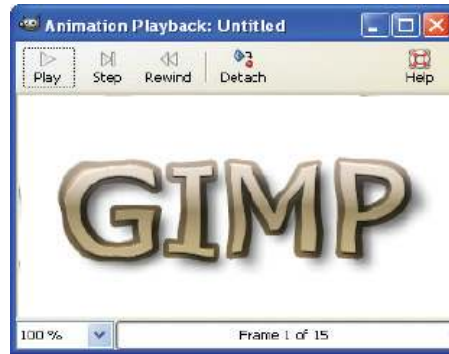 Animation Playback: Untitled
Play Step Rewind Detach Help
GIMP
100 % Frame 1 of 15